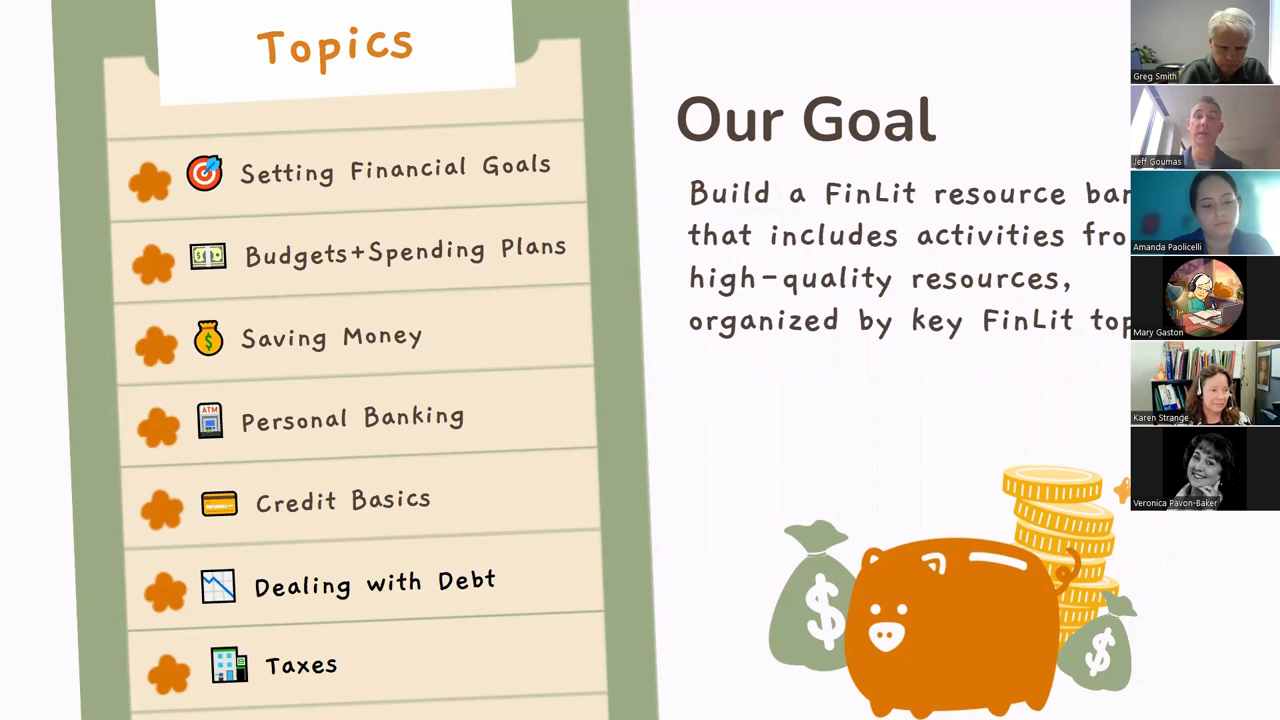 Topics
Setting Financial Goals
Budgets+Spending Plans
Saving Money
Personal Banking
ATM
Credit Basics
Dealing with Debt
Taxes
Our Goal
Build a FinLit resource
that includes activities
high-quality resources,
organized by key FinLit
Greg Smith
Jeff Goumas
Amanda Paolicelli
Mary Gaston
Karen Strange
Veronica Pavon-Baker